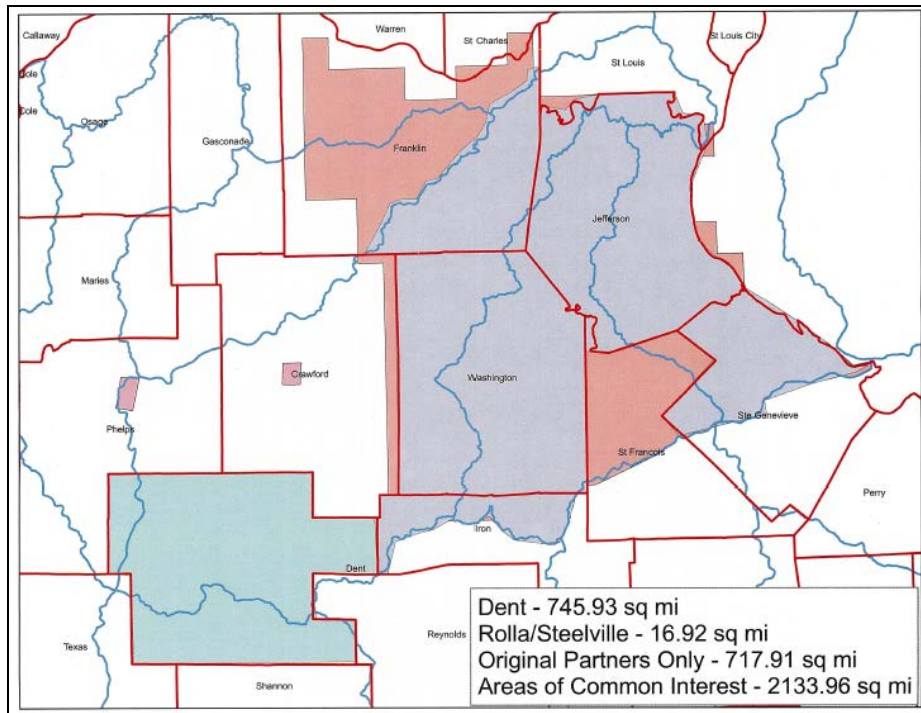 Warren
Callaway
St Charles
St Louis City
St Louis
Cole
Cole
Osage
Gasconade
Franklin
Jefferson
Maries
Crawford
Washington
Phelps
Ste Genevieve
St Francois
Perry
Iron
Dent
Texas
Reynolds
Shannon
Dent - 745.93 sq mi
Rolla/Steelville - 16.92 sq mi
Original Partners Only - 717.91 sq mi
Areas of Common Interest - 2133.96 sq mi